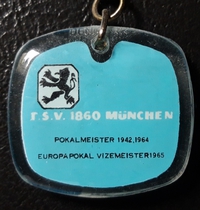 T.S.V. 1860 MÜNCHEN
POKALMEISTER 1942,1964
EUROPAPOKAL VIZEMEISTER1965